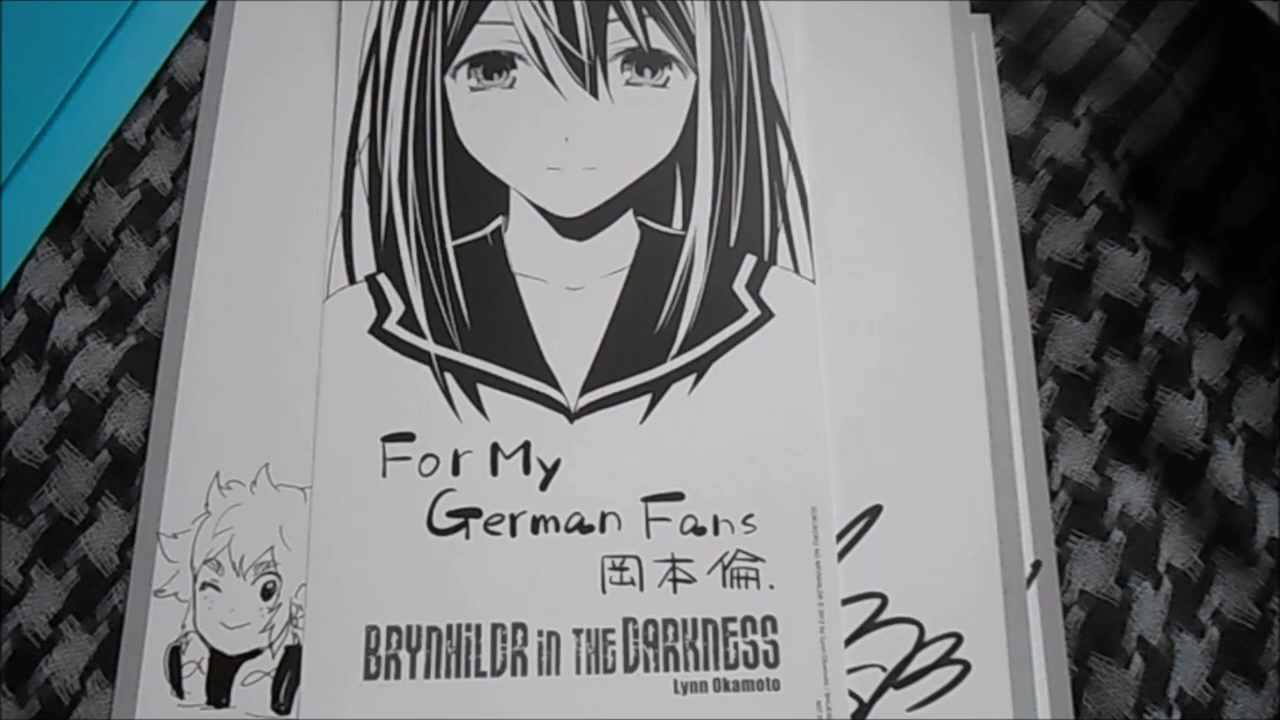 For My
German Fans
岡本倫.
BRYNHiLDR in THE DARKNESS
Lynn Okamoto